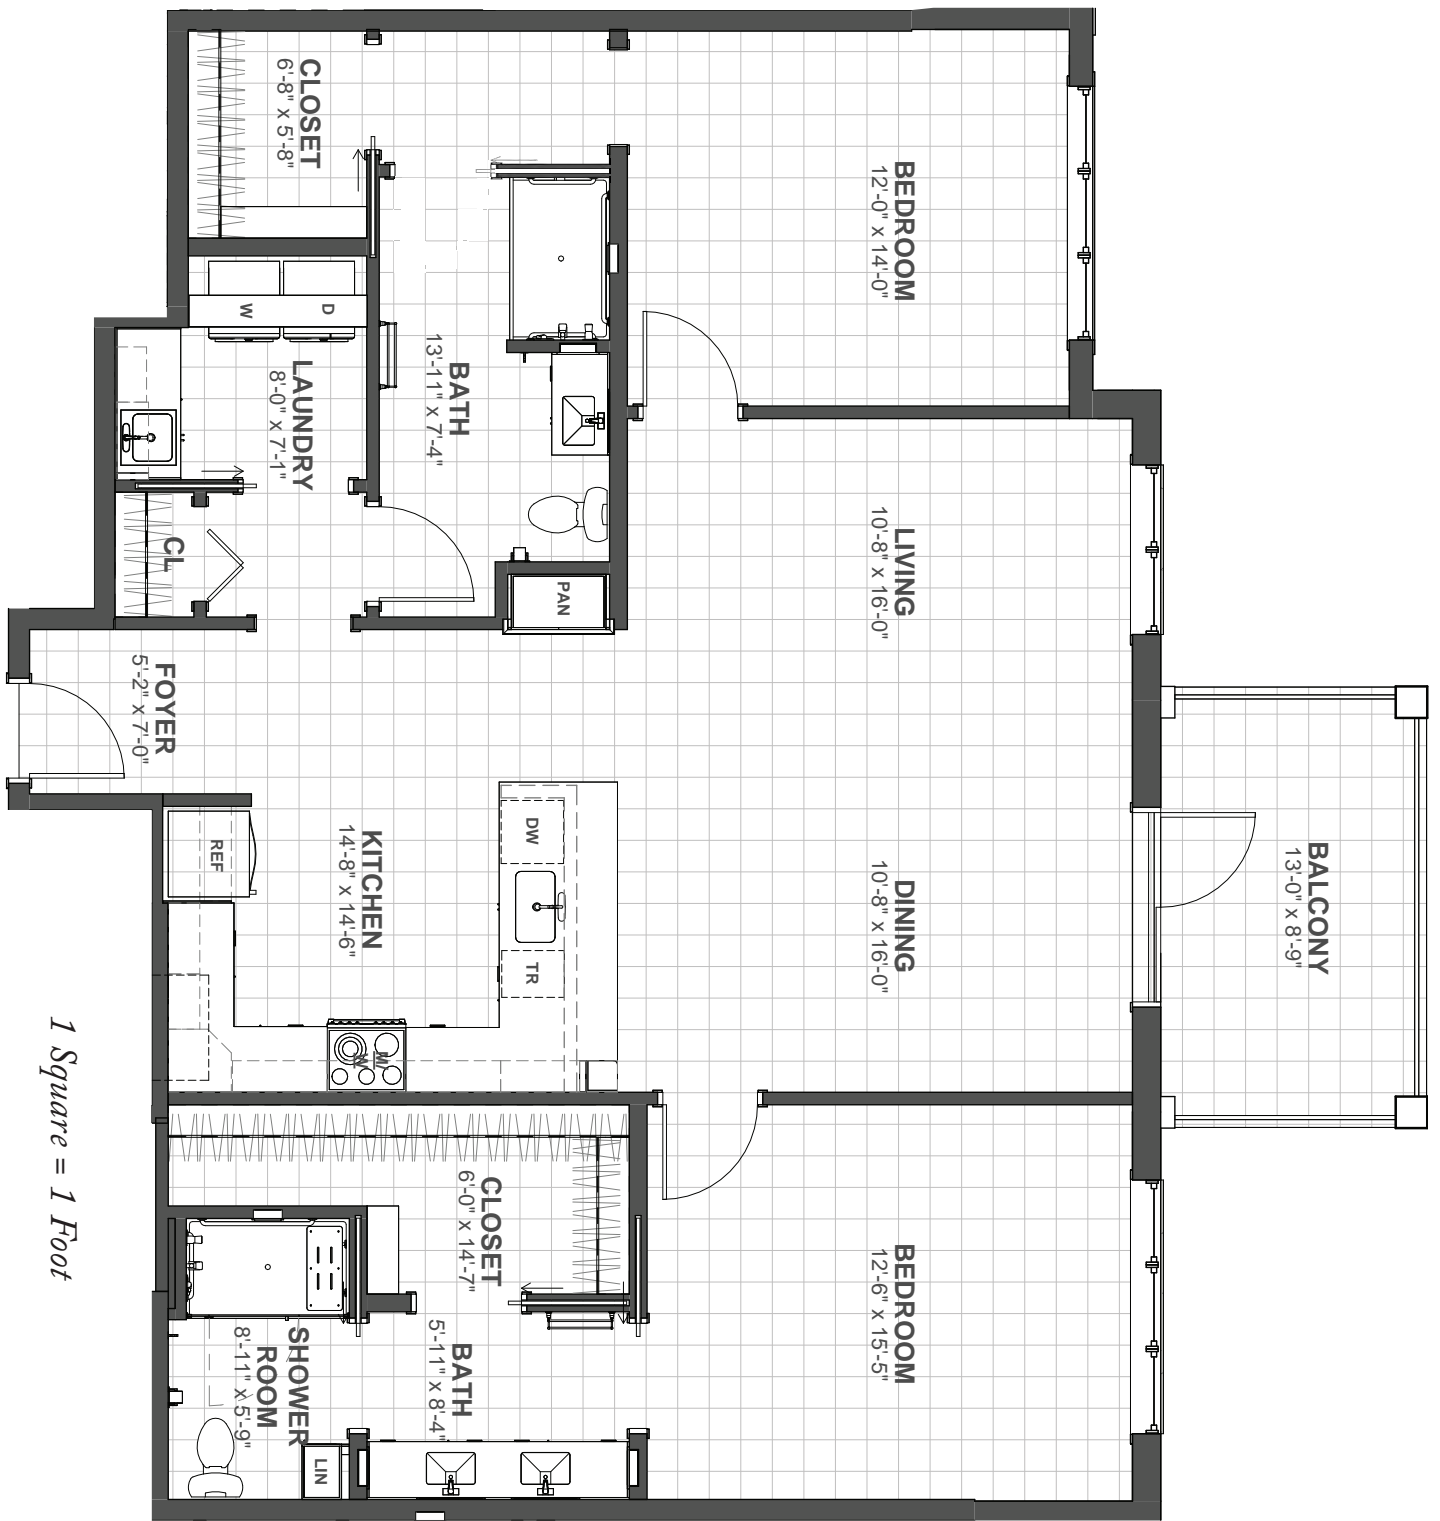 BALCONY
13'-0" x 8'-9"
BEDROOM
12'-6" x 15'-5"
DINING
10'-8" x 16'-0"
LIVING
10'-8" x 16'-0"
BEDROOM
12'-0" x 14'-0"
PAN
DW
TR
CLOSET
6'-0" x 14'-7"
BATH
5'-11" x 8'-4"
BATH
13'-11" x 7'-4"
KITCHEN
14'-8" x 14'-6"
M/
W
LIN
SHOWER
ROOM
8'-11" x 5'-9"
CLOSET
6'-8" x 5'-8"
D
W
LAUNDRY
8'-0" x 7'-1"
REF
CL
FOYER
5'-2" x 7'-0"
1 Square = 1 Foot